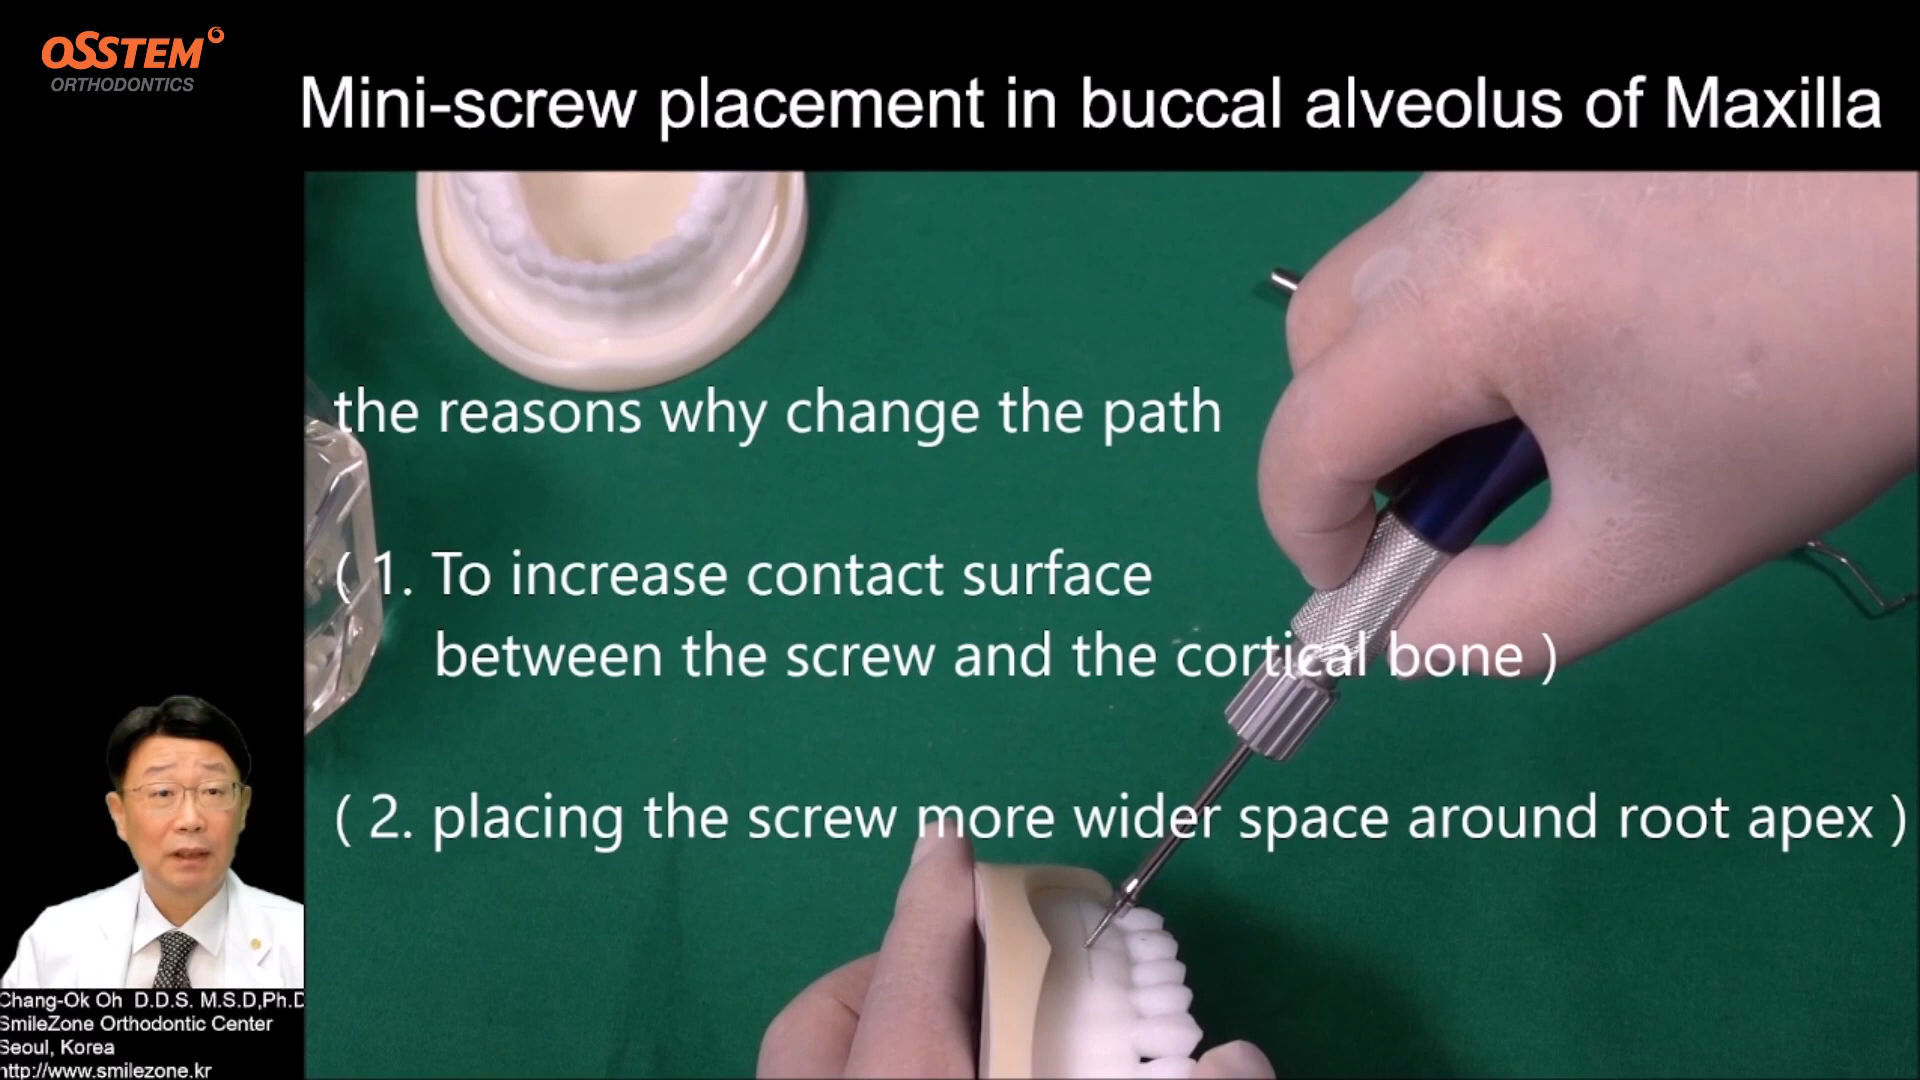 OSSTEM
ORTHODONTICS
Mini-screw placement in buccal alveolus of Maxilla
the reasons why change the path
( 1. To increase contact surface
between the screw and the cortical bone )
( 2. placing the screw more wider space around root apex )
Chang-Ok Oh D.D.S. M.S.D,Ph.D
SmileZone Orthodontic Center
Seoul, Korea
http://www.smilezone.kr